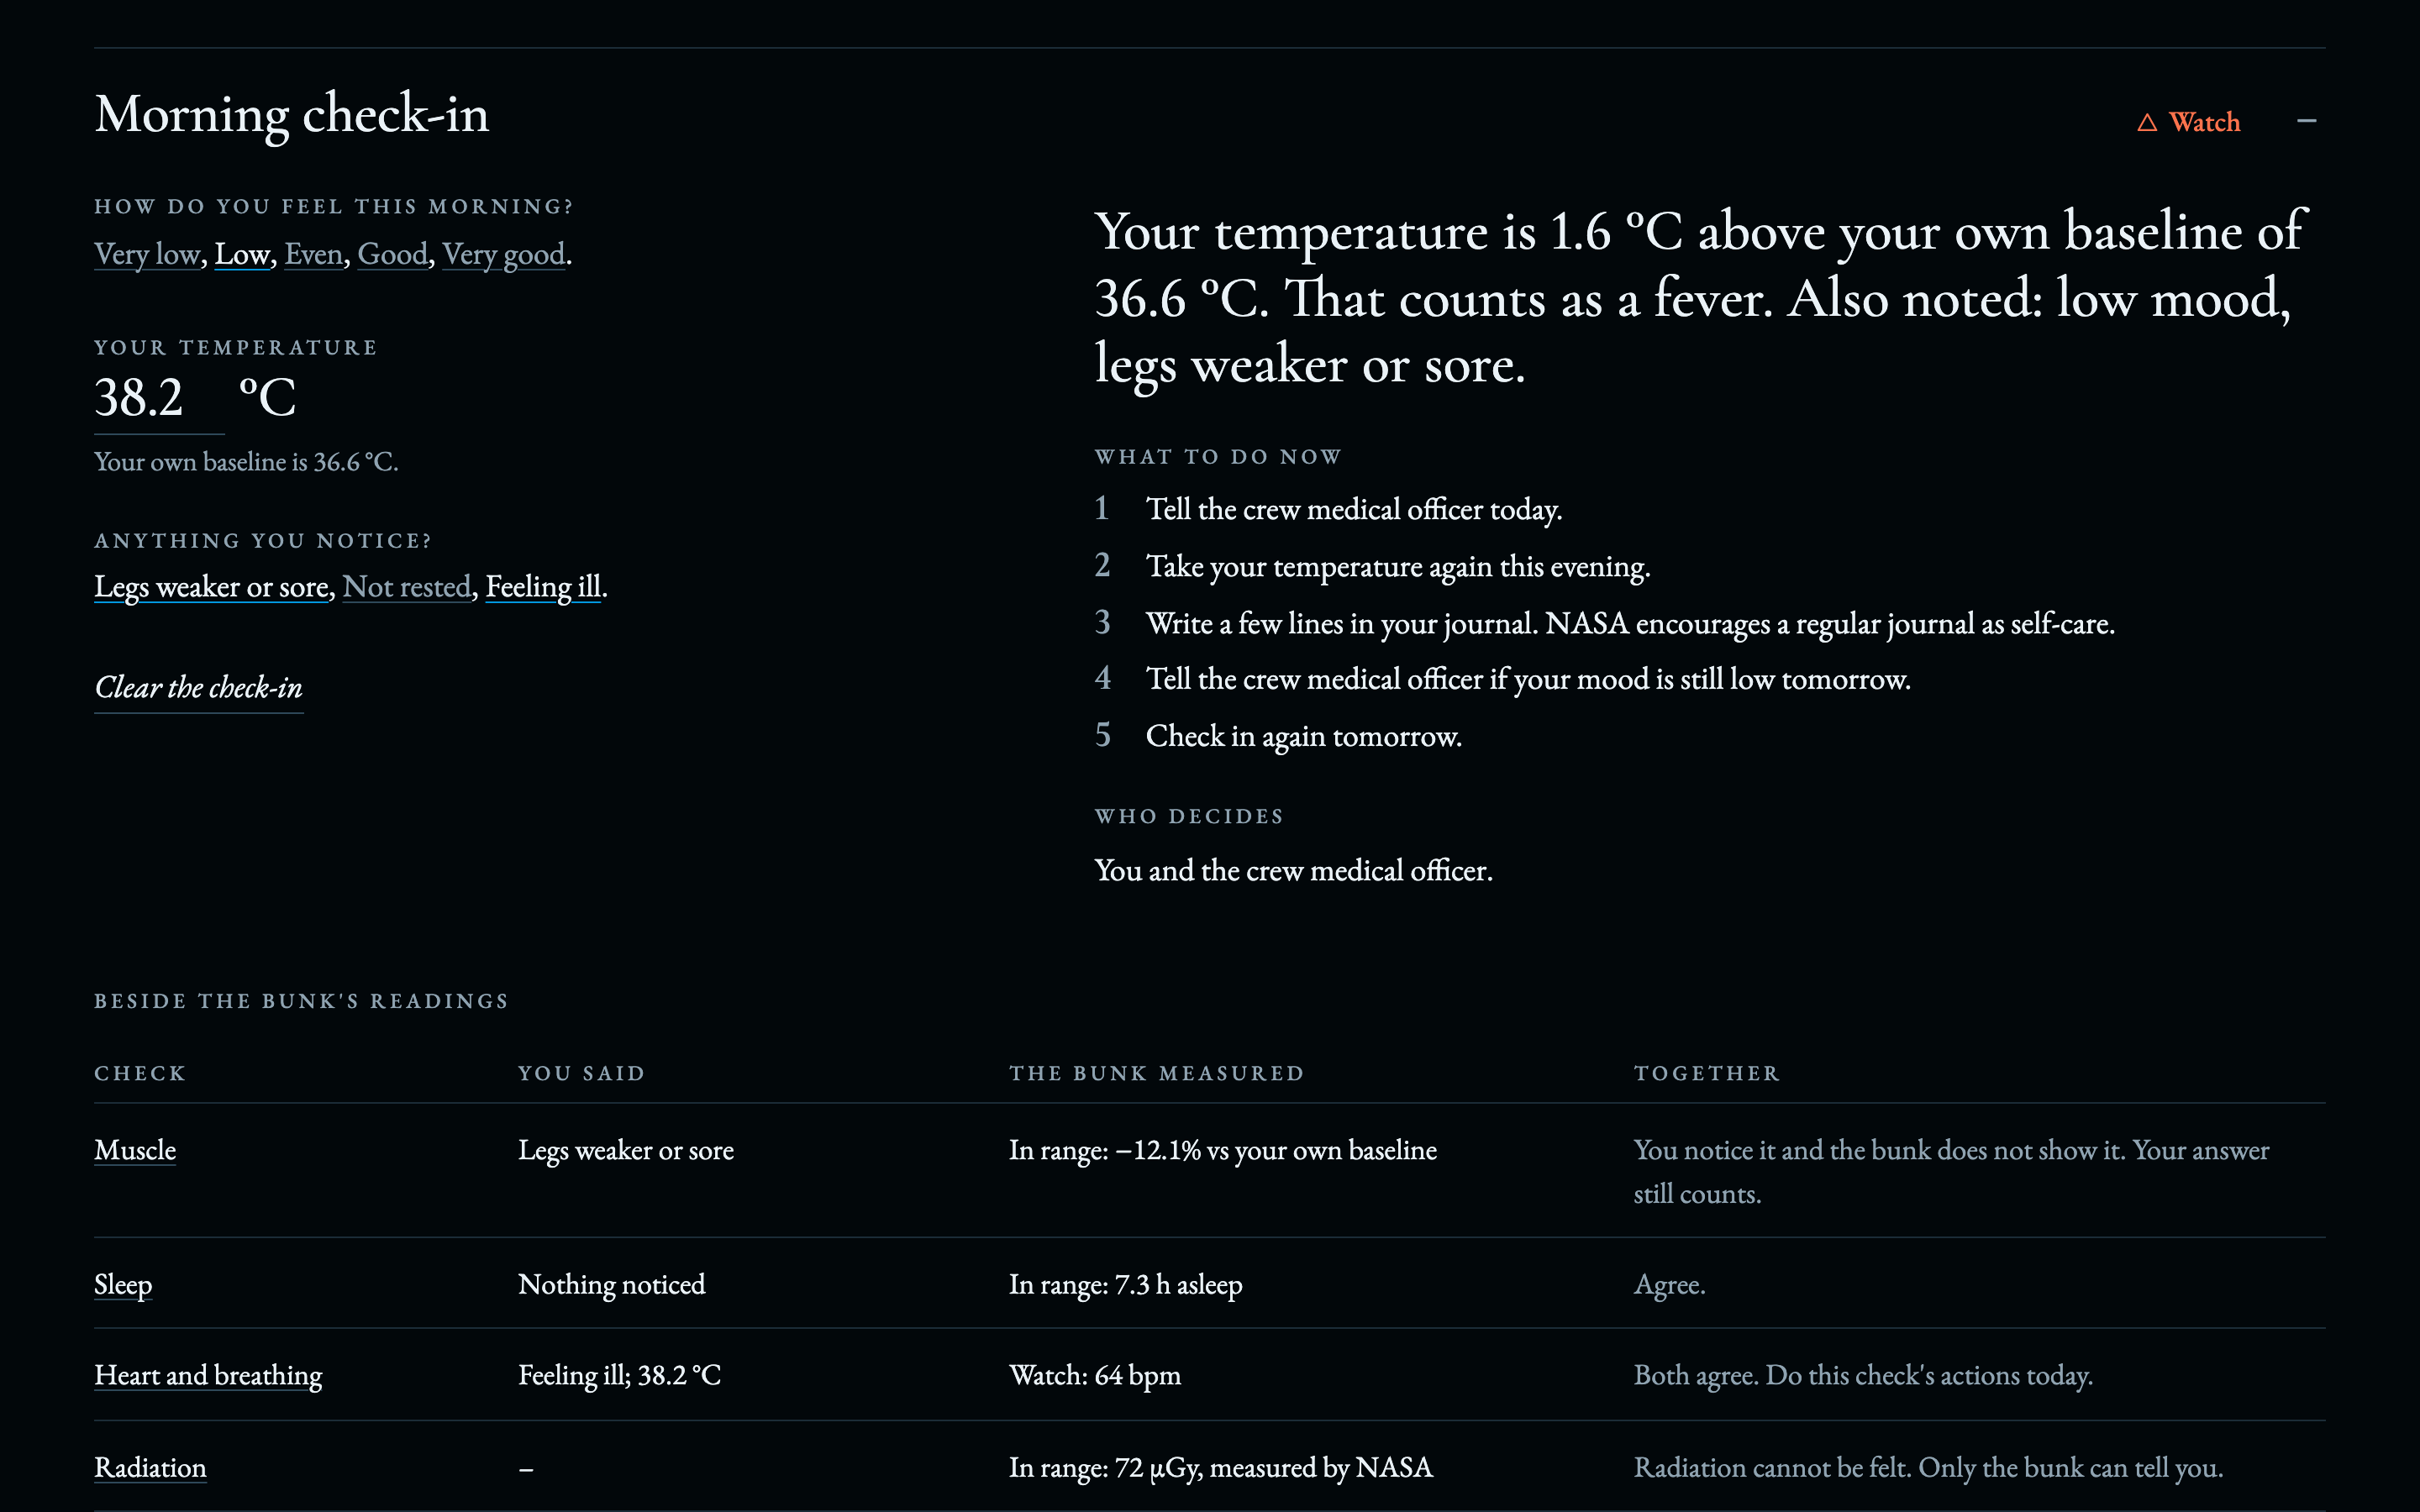 Morning check-in
△ Watch –
HOW DO YOU FEEL THIS MORNING?
Very low, Low, Even, Good, Very good.
YOUR TEMPERATURE
38.2 °C
Your own baseline is 36.6 °C.
ANYTHING YOU NOTICE?
Legs weaker or sore, Not rested, Feeling ill.
Clear the check-in
Your temperature is 1.6 °C above your own baseline of
36.6 °C. That counts as a fever. Also noted: low mood,
legs weaker or sore.
WHAT TO DO NOW
1 Tell the crew medical officer today.
2 Take your temperature again this evening.
3 Write a few lines in your journal. NASA encourages a regular journal as self-care.
4 Tell the crew medical officer if your mood is still low tomorrow.
5 Check in again tomorrow.
WHO DECIDES
You and the crew medical officer.
BESIDE THE BUNK'S READINGS
CHECK YOU SAID THE BUNK MEASURED TOGETHER
Muscle Legs weaker or sore In range: −12.1% vs your own baseline You notice it and the bunk does not show it. Your answer
still counts.
Sleep Nothing noticed In range: 7.3 h asleep Agree.
Heart and breathing Feeling ill; 38.2 °C Watch: 64 bpm Both agree. Do this check's actions today.
Radiation – In range: 72 μGy, measured by NASA Radiation cannot be felt. Only the bunk can tell you.